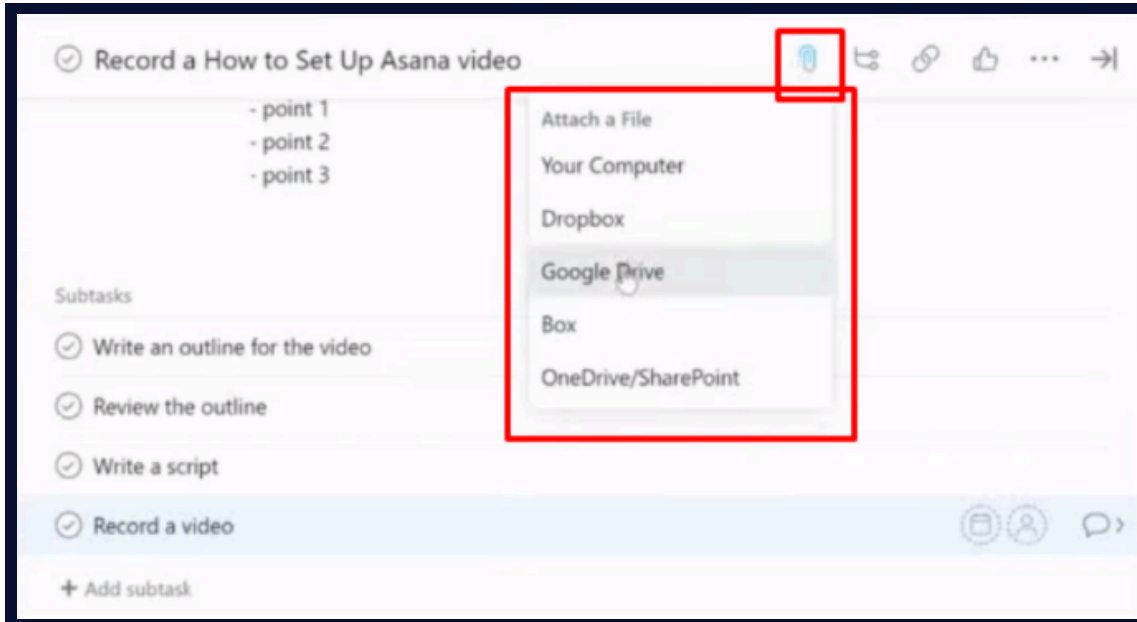 Record a How to Set Up Asana video
- point 1
- point 2
- point 3
Attach a File
Your Computer
Dropbox
Google Drive
Box
OneDrive/SharePoint
Subtasks
Write an outline for the video
Review the outline
Write a script
Record a video
+ Add subtask